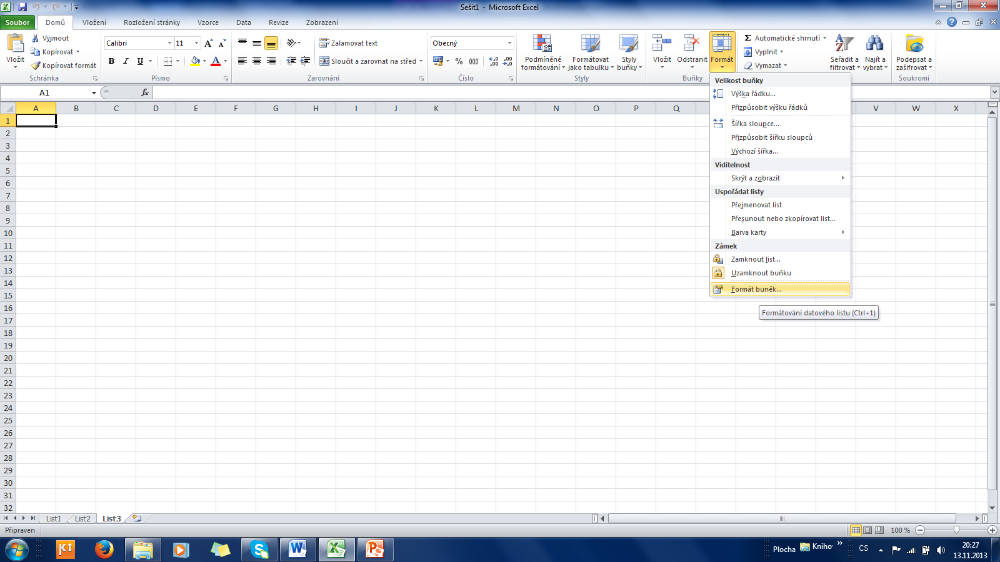 Sešit1 - Microsoft Excel
Soubor Domů Vložení Rozložení stránky Vzorce Data Revize Zobrazení
Vložit
Vyjmout
Kopírovat
Kopírovat formát
Schránka
Calibri 11
B I U
Písmo
Zalamovat text
Sloučit a zarovnat na střed
Zarovnání
Obecný
% 000
Číslo
Podmíněné formátování
Formátovat jako tabulku
Styly buňky
Styly
Vložit Odstranit Formát
Buňky
Σ Automatické shrnutí
Vyplnit
Vymazat
Seřadit a filtrovat
Najít a vybrat
Podepsat a zašifrovat
Soukromí
A1 fx
Velikost buňky
Výška řádku...
Přizpůsobit výšku řádků
Šířka sloupce...
Přizpůsobit šířku sloupců
Výchozí šířka...
Viditelnost
Skrýt a zobrazit
Uspořádat listy
Přejmenovat list
Přesunout nebo zkopírovat list...
Barva karty
Zámek
Zamknout list...
Uzamknout buňku
Formát buněk...
Formátování datového listu (Ctrl+1)
A B C D E F G H I J K L M N O P Q V W X
1
2
3
4
5
6
7
8
9
10
11
12
13
14
15
16
17
18
19
20
21
22
23
24
25
26
27
28
29
30
31
32
List1 List2 List3
Připraven 100 %
Plocha Knihov » CS 20:27
13.11.2013